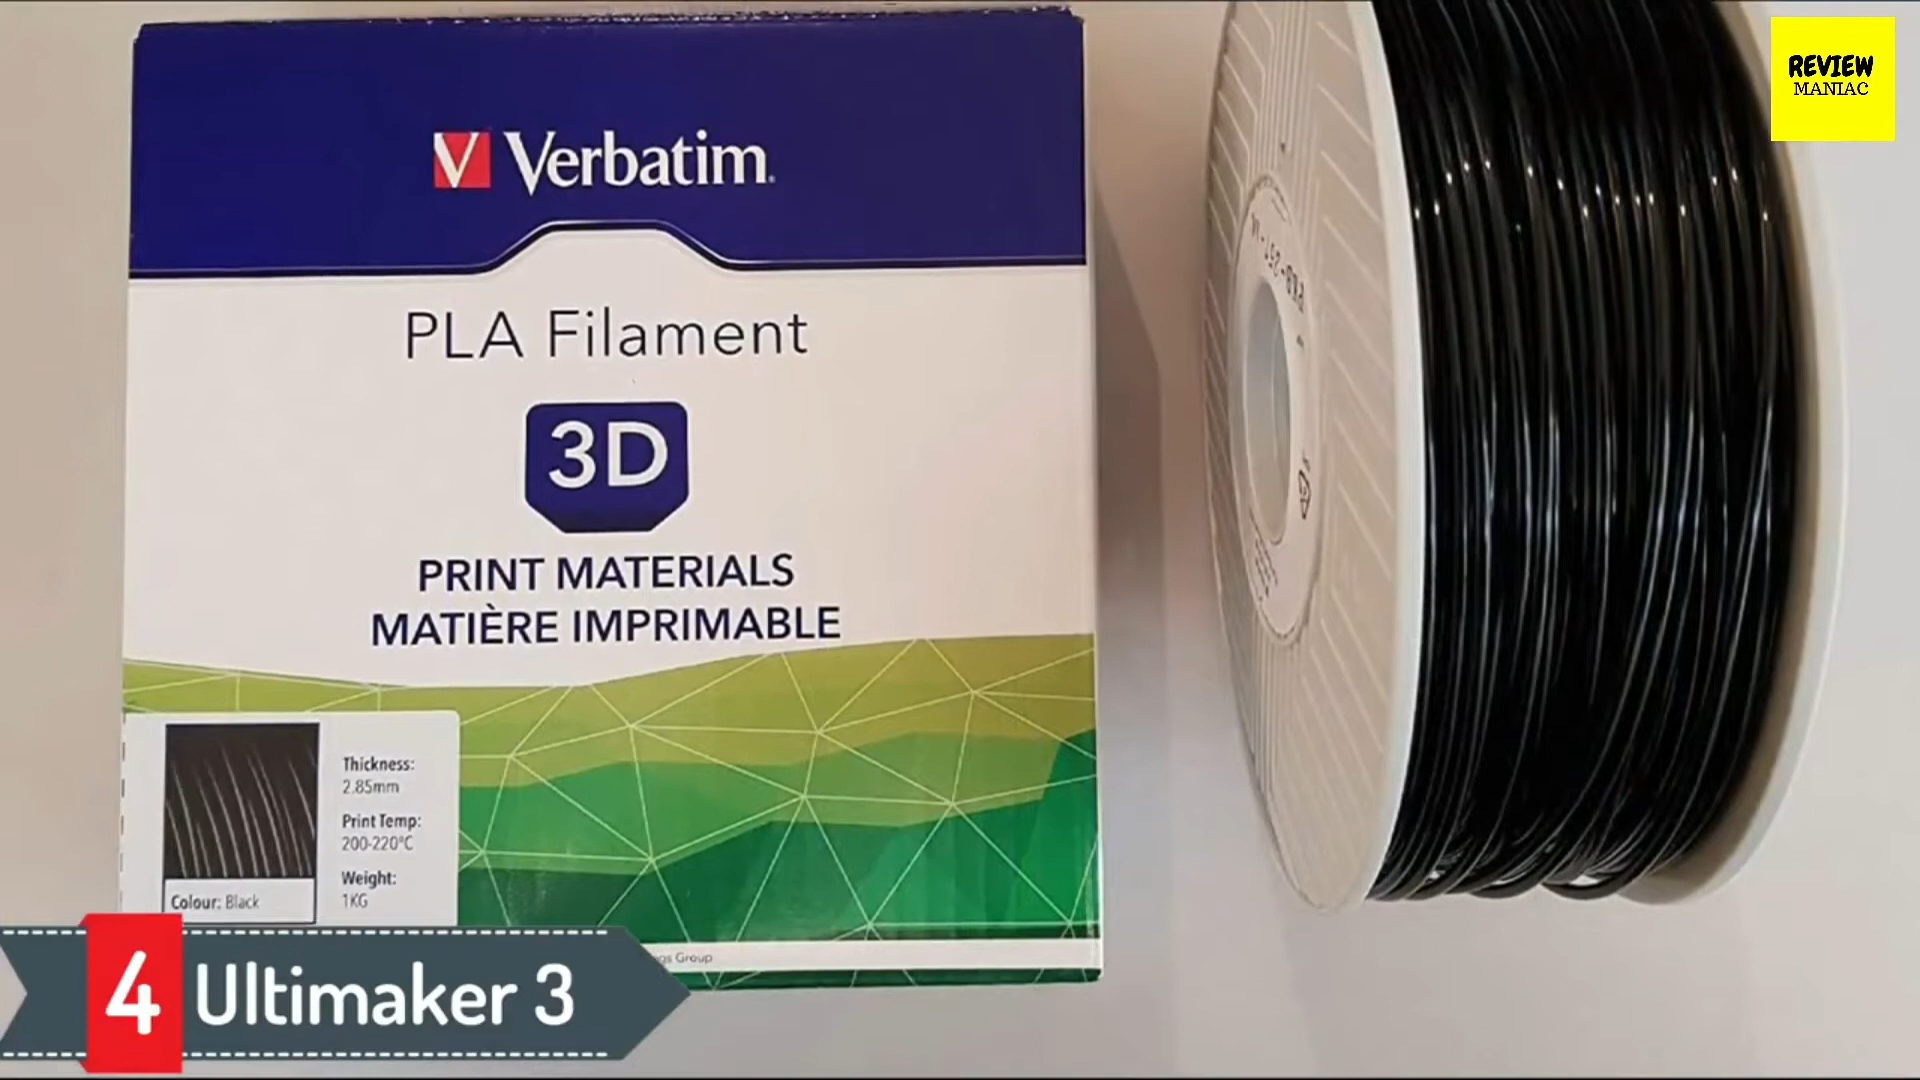 REVIEW
MANIAC
Verbatim
PLA Filament
3D
PRINT MATERIALS
MATIÈRE IMPRIMABLE
Thickness:
2.85mm
Print Temp:
200-220°C
Weight:
1KG
Colour: Black
Group
4 Ultimaker 3